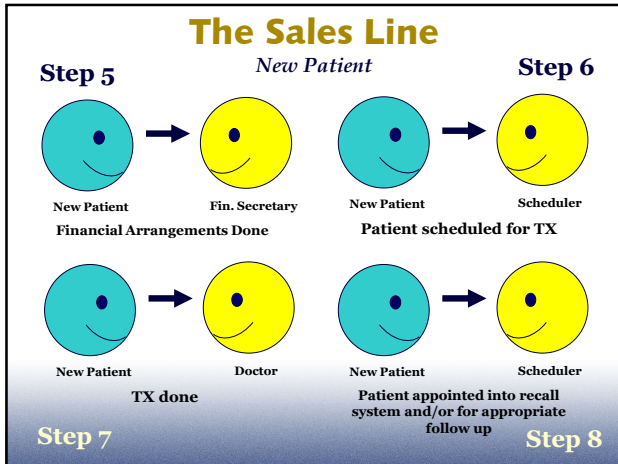 The Sales Line
New Patient
Step 5
Step 6
New Patient
Fin. Secretary
Financial Arrangements Done
New Patient
Scheduler
Patient scheduled for TX
New Patient
Doctor
TX done
Step 7
New Patient
Scheduler
Patient appointed into recall
system and/or for appropriate
follow up
Step 8